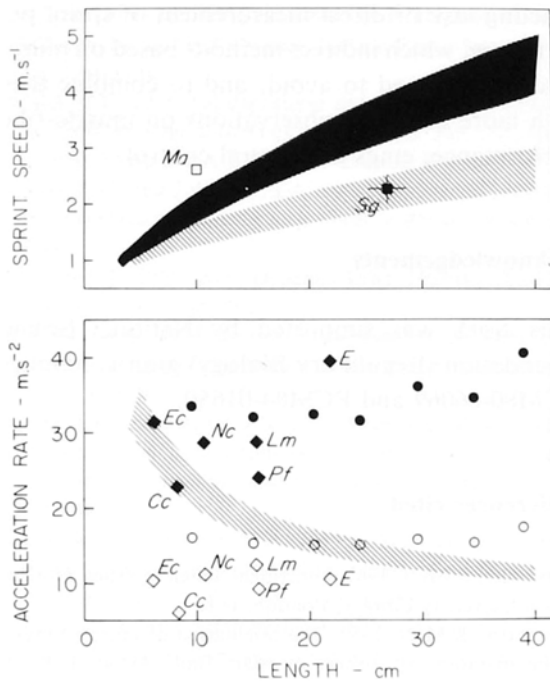 SPRINT SPEED - m.s⁻¹
5
4
3
2
1
Ma
Sg
ACCELERATION RATE - m.s⁻²
40
30
20
10
E
Ec
Nc
Lm
Pf
Cc
Ec
Nc
Lm
E
Pf
Cc
0
10
20
30
40
LENGTH - cm